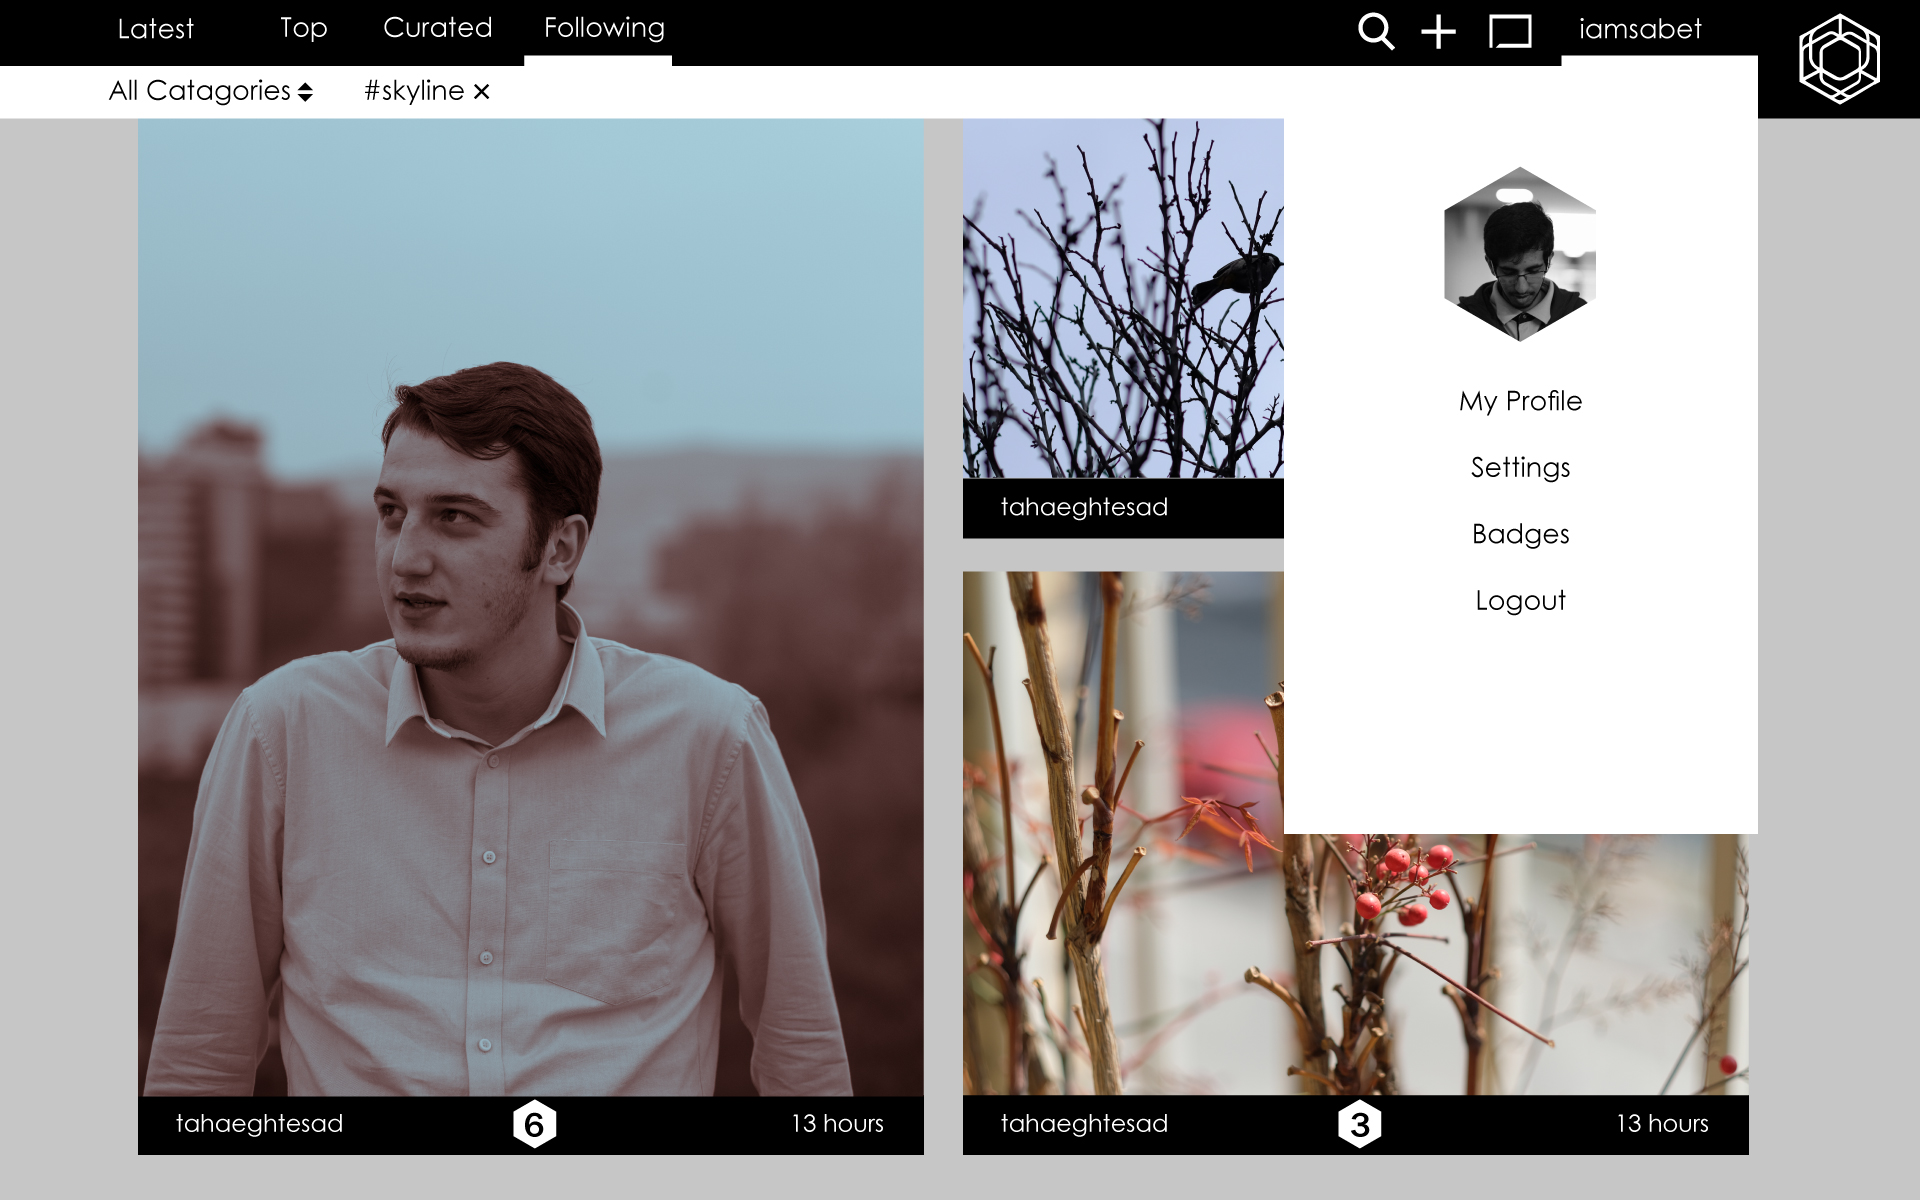 Latest Top Curated Following iamsabet
All Catagories #skyline
My Profile
Settings
tahaeghtesad
Badges
Logout
tahaeghtesad 6 13 hours
tahaeghtesad 3 13 hours